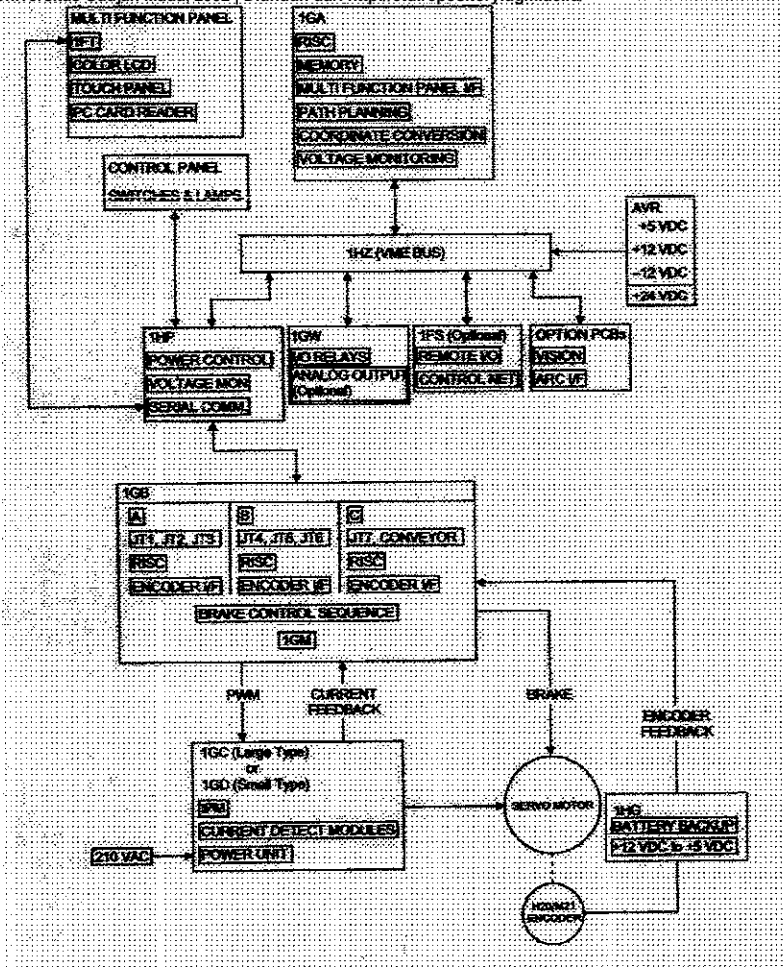 MULTI FUNCTION PANEL
TFT
COLOR LCD
TOUCH PANEL
PC CARD READER
1GA
RISC
MEMORY
MULTI FUNCTION PANEL I/F
PATH PLANNING
COORDINATE CONVERSION
VOLTAGE MONITORING
CONTROL PANEL
SWITCHES & LAMPS
AVR
+5 VDC
+12 VDC
–12 VDC
+24 VDC
1HZ (VME BUS)
1HP
POWER CONTROL
VOLTAGE MON
SERIAL COMM.
1GW
I/O RELAYS
ANALOG OUTPUT
(Optional)
1FS (Optional)
REMOTE I/O
CONTROL NET
OPTION PCBs
VISION
ARC I/F
1GB
A
JT1, JT2, JT3
RISC
ENCODER I/F
B
JT4, JT5, JT6
RISC
ENCODER I/F
C
JT7, CONVEYOR
RISC
ENCODER I/F
BRAKE CONTROL SEQUENCE
1GM
PWM
CURRENT
FEEDBACK
BRAKE
ENCODER
FEEDBACK
1GC (Large Type)
or
1GD (Small Type)
IPM
CURRENT DETECT MODULES
POWER UNIT
210 VAC
SERVO MOTOR
1HG
BATTERY BACKUP
+12 VDC to +5 VDC
ENCODER